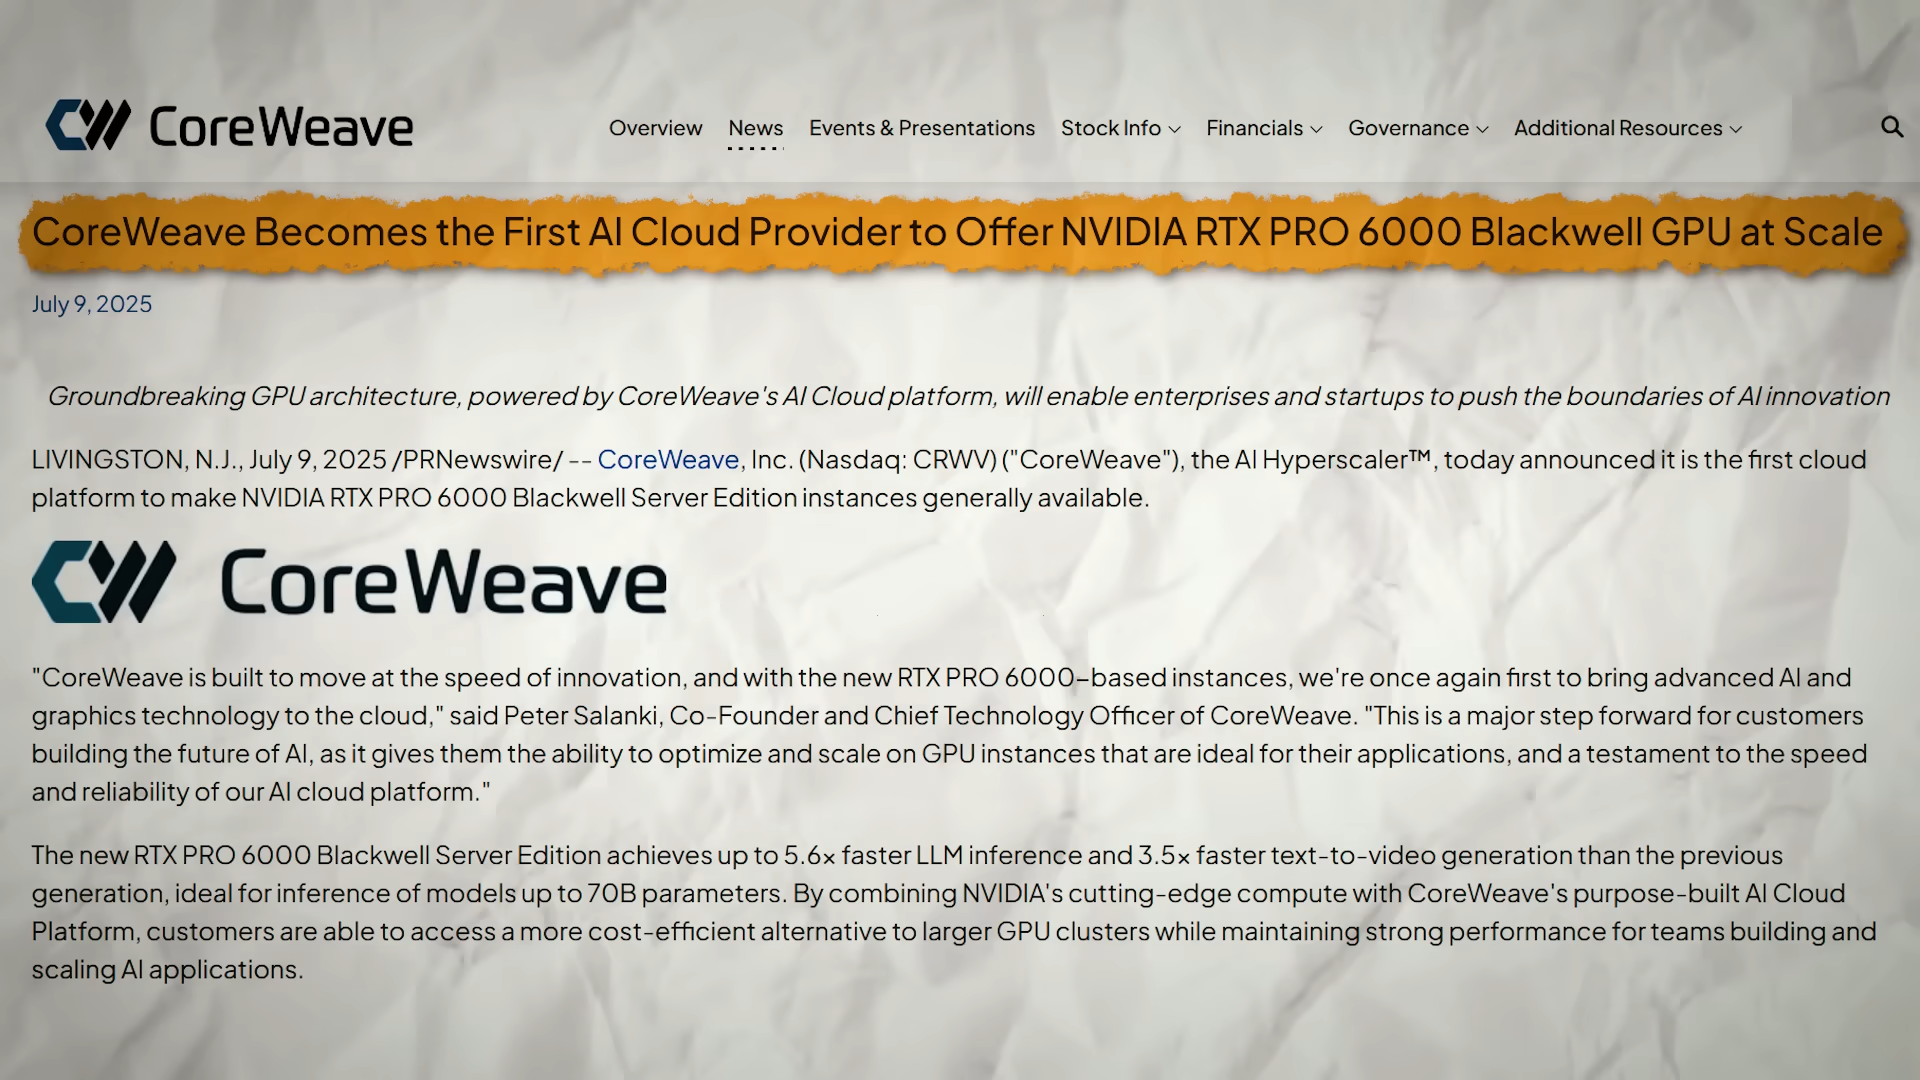 CoreWeave
Overview News Events & Presentations Stock Info Financials Governance Additional Resources
CoreWeave Becomes the First AI Cloud Provider to Offer NVIDIA RTX PRO 6000 Blackwell GPU at Scale
July 9, 2025
Groundbreaking GPU architecture, powered by CoreWeave's AI Cloud platform, will enable enterprises and startups to push the boundaries of AI innovation
LIVINGSTON, N.J., July 9, 2025 /PRNewswire/ -- CoreWeave, Inc. (Nasdaq: CRWV) ("CoreWeave"), the AI Hyperscaler™, today announced it is the first cloud
platform to make NVIDIA RTX PRO 6000 Blackwell Server Edition instances generally available.
CoreWeave
"CoreWeave is built to move at the speed of innovation, and with the new RTX PRO 6000–based instances, we're once again first to bring advanced AI and
graphics technology to the cloud," said Peter Salanki, Co-Founder and Chief Technology Officer of CoreWeave. "This is a major step forward for customers
building the future of AI, as it gives them the ability to optimize and scale on GPU instances that are ideal for their applications, and a testament to the speed
and reliability of our AI cloud platform."
The new RTX PRO 6000 Blackwell Server Edition achieves up to 5.6× faster LLM inference and 3.5× faster text-to-video generation than the previous
generation, ideal for inference of models up to 70B parameters. By combining NVIDIA's cutting-edge compute with CoreWeave's purpose-built AI Cloud
Platform, customers are able to access a more cost-efficient alternative to larger GPU clusters while maintaining strong performance for teams building and
scaling AI applications.